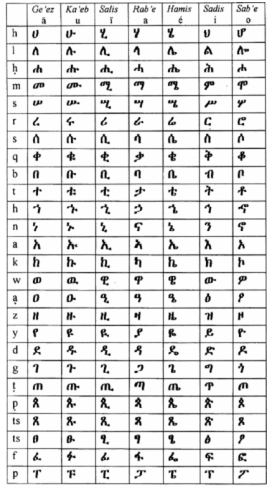 Ge'ez Ka'eb Salis Rab'e Hamis Sadis Sab'e
ä u ï a é i o
h ሀ ሁ ሂ ሃ ሄ ህ ሆ
l ለ ሉ ሊ ላ ሌ ል ሎ
ḥ ሐ ሑ ሒ ሓ ሔ ሕ ሖ
m መ ሙ ሚ ማ ሜ ም ሞ
s ሠ ሡ ሢ ሣ ሤ ሥ ሦ
r ረ ሩ ሪ ራ ሬ ር ሮ
s ሰ ሱ ሲ ሳ ሴ ስ ሶ
q ቀ ቁ ቂ ቃ ቄ ቅ ቆ
b በ ቡ ቢ ባ ቤ ብ ቦ
t ተ ቱ ቲ ታ ቴ ት ቶ
h ኀ ኁ ኂ ኃ ኄ ኅ ኆ
n ነ ኑ ኒ ና ኔ ን ኖ
a አ ኡ ኢ ኣ ኤ እ ኦ
k ከ ኩ ኪ ካ ኬ ክ ኮ
w ወ ዉ ዊ ዋ ዌ ው ዎ
ạ ዐ ዑ ዒ ዓ ዔ ዕ ዖ
z ዘ ዙ ዚ ዛ ዜ ዝ ዞ
y የ ዩ ዪ ያ ዬ ይ ዮ
d ደ ዱ ዲ ዳ ዴ ድ ዶ
g ገ ጉ ጊ ጋ ጌ ግ ጎ
ṭ ጠ ጡ ጢ ጣ ጤ ጥ ጦ
p̣ ጰ ጱ ጲ ጳ ጴ ጵ ጶ
ts ጸ ጹ ጺ ጻ ጼ ጽ ጾ
ts ፀ ፁ ፂ ፃ ፄ ፅ ፆ
f ፈ ፉ ፊ ፋ ፌ ፍ ፎ
p ፐ ፑ ፒ ፓ ፔ ፕ ፖ